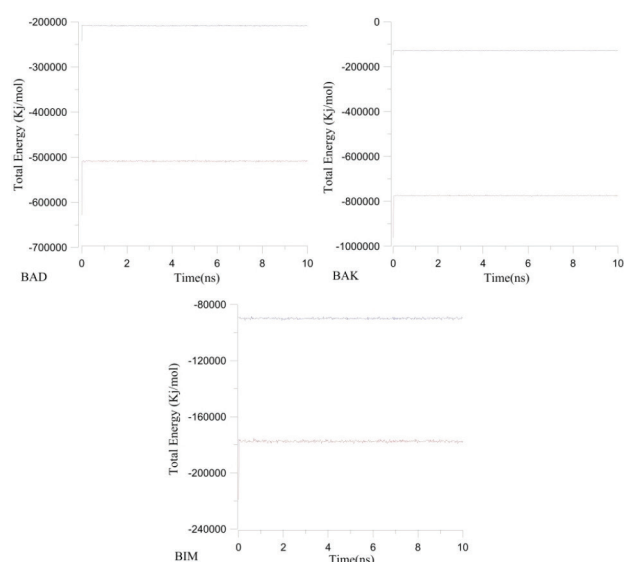 Total Energy (Kj/mol)
-200000
-300000
-400000
-500000
-600000
-700000
0 2 4 6 8 10
Time(ns)
BAD
Total Energy (Kj/mol)
0
-200000
-400000
-600000
-800000
-1000000
0 2 4 6 8 10
Time(ns)
BAK
Total Energy (Kj/mol)
-80000
-120000
-160000
-200000
-240000
0 2 4 6 8 10
Time(ns)
BIM